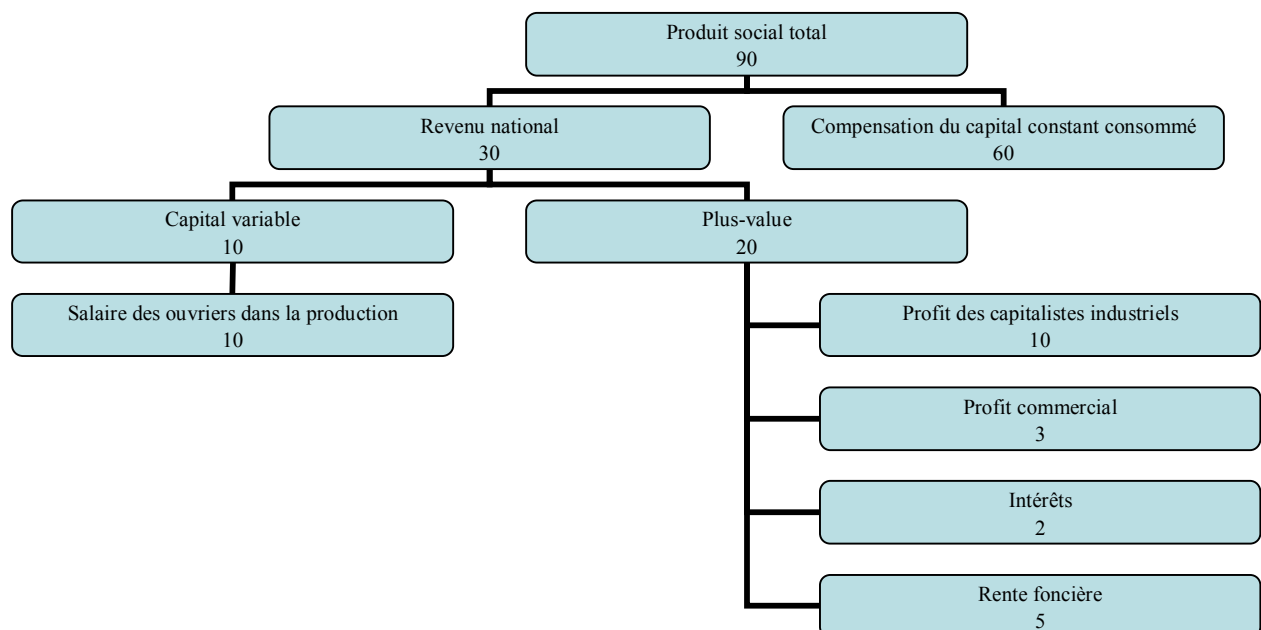 Produit social total
90
Revenu national
30
Compensation du capital constant consommé
60
Capital variable
10
Plus-value
20
Salaire des ouvriers dans la production
10
Profit des capitalistes industriels
10
Profit commercial
3
Intérêts
2
Rente foncière
5